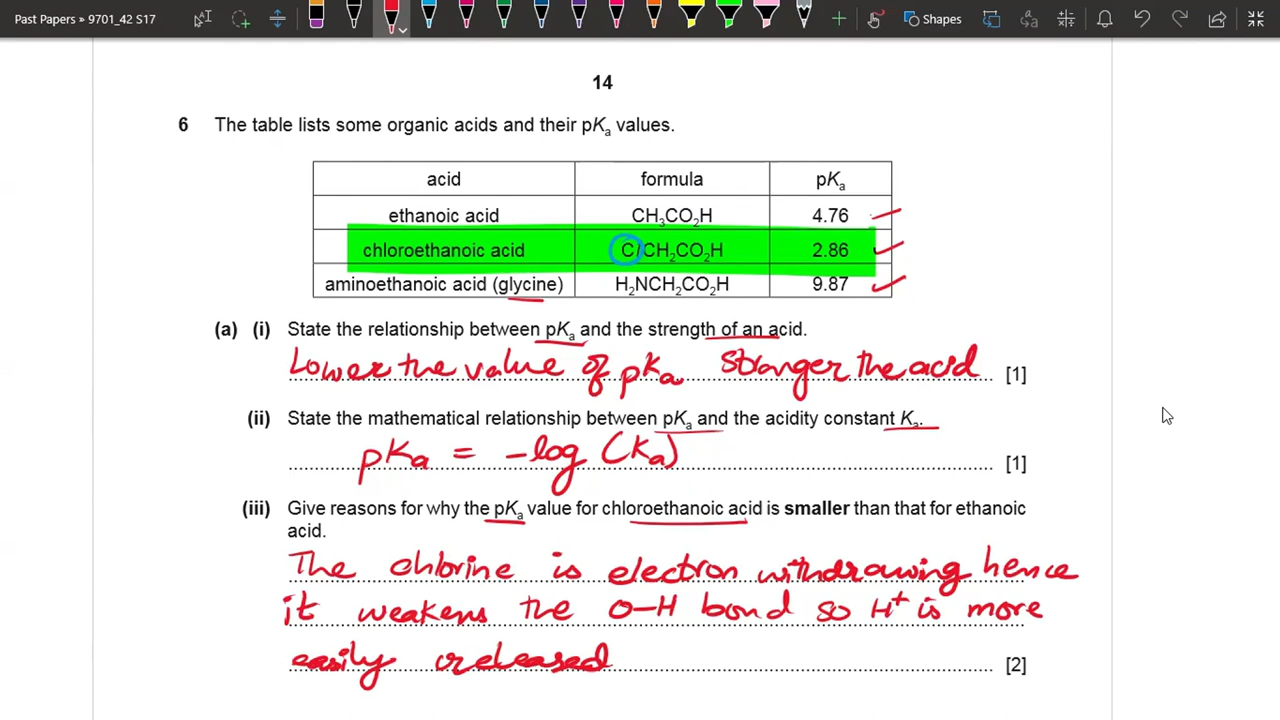 Past Papers » 9701_42 S17
Shapes
14
6 The table lists some organic acids and their pKa values.
acid formula pKa
ethanoic acid CH3CO2H 4.76
chloroethanoic acid ClCH2CO2H 2.86
aminoethanoic acid (glycine) H2NCH2CO2H 9.87
(a) (i) State the relationship between pKa and the strength of an acid.
Lower the value of pKa stronger the acid [1]
(ii) State the mathematical relationship between pKa and the acidity constant Ka.
pKa = -log (Ka) [1]
(iii) Give reasons for why the pKa value for chloroethanoic acid is smaller than that for ethanoic
acid.
The chlorine is electron withdrawing hence
it weakens the O-H bond so H+ is more
easily released [2]